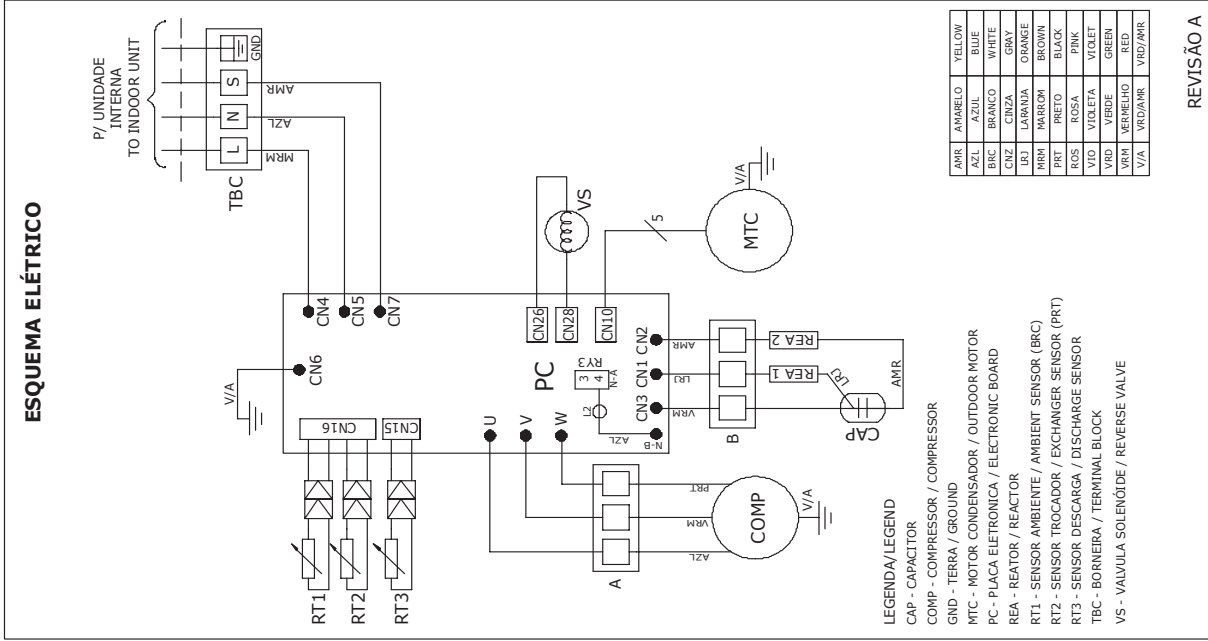 ESQUEMA ELÉTRICO
P/ UNIDADE
INTERNA
TO INDOOR UNIT
TBC
L
N
S
GND
MRM
AZL
AMR
V/A
CN6
CN4
CN5
CN7
RT1
RT2
RT3
CN16
CN15
PC
CN26
CN28
VS
CN10
5
MTC
V/A
U
V
W
L2
3
4
RY3
N-A
AZL
N-B
CN3
CN1
CN2
VRM
LRJ
AMR
A
B
AZL
VRM
PRT
COMP
V/A
REA 1
REA 2
LRJ
AMR
CAP
LEGENDA/LEGEND
CAP - CAPACITOR
COMP - COMPRESSOR / COMPRESSOR
GND - TERRA / GROUND
MTC - MOTOR CONDENSADOR / OUTDOOR MOTOR
PC - PLACA ELETRONICA / ELECTRONIC BOARD
REA - REATOR / REACTOR
RT1 - SENSOR AMBIENTE / AMBIENT SENSOR (BRC)
RT2 - SENSOR TROCADOR / EXCHANGER SENSOR (PRT)
RT3 - SENSOR DESCARGA / DISCHARGE SENSOR
TBC - BORNEIRA / TERMINAL BLOCK
VS - VALVULA SOLENÓIDE / REVERSE VALVE
AMR AMARELO YELLOW
AZL AZUL BLUE
BRC BRANCO WHITE
CNZ CINZA GRAY
LRJ LARANJA ORANGE
MRM MARROM BROWN
PRT PRETO BLACK
ROS ROSA PINK
VIO VIOLETA VIOLET
VRD VERDE GREEN
VRM VERMELHO RED
V/A VRD/AMR VRD/AMR
REVISÃO A